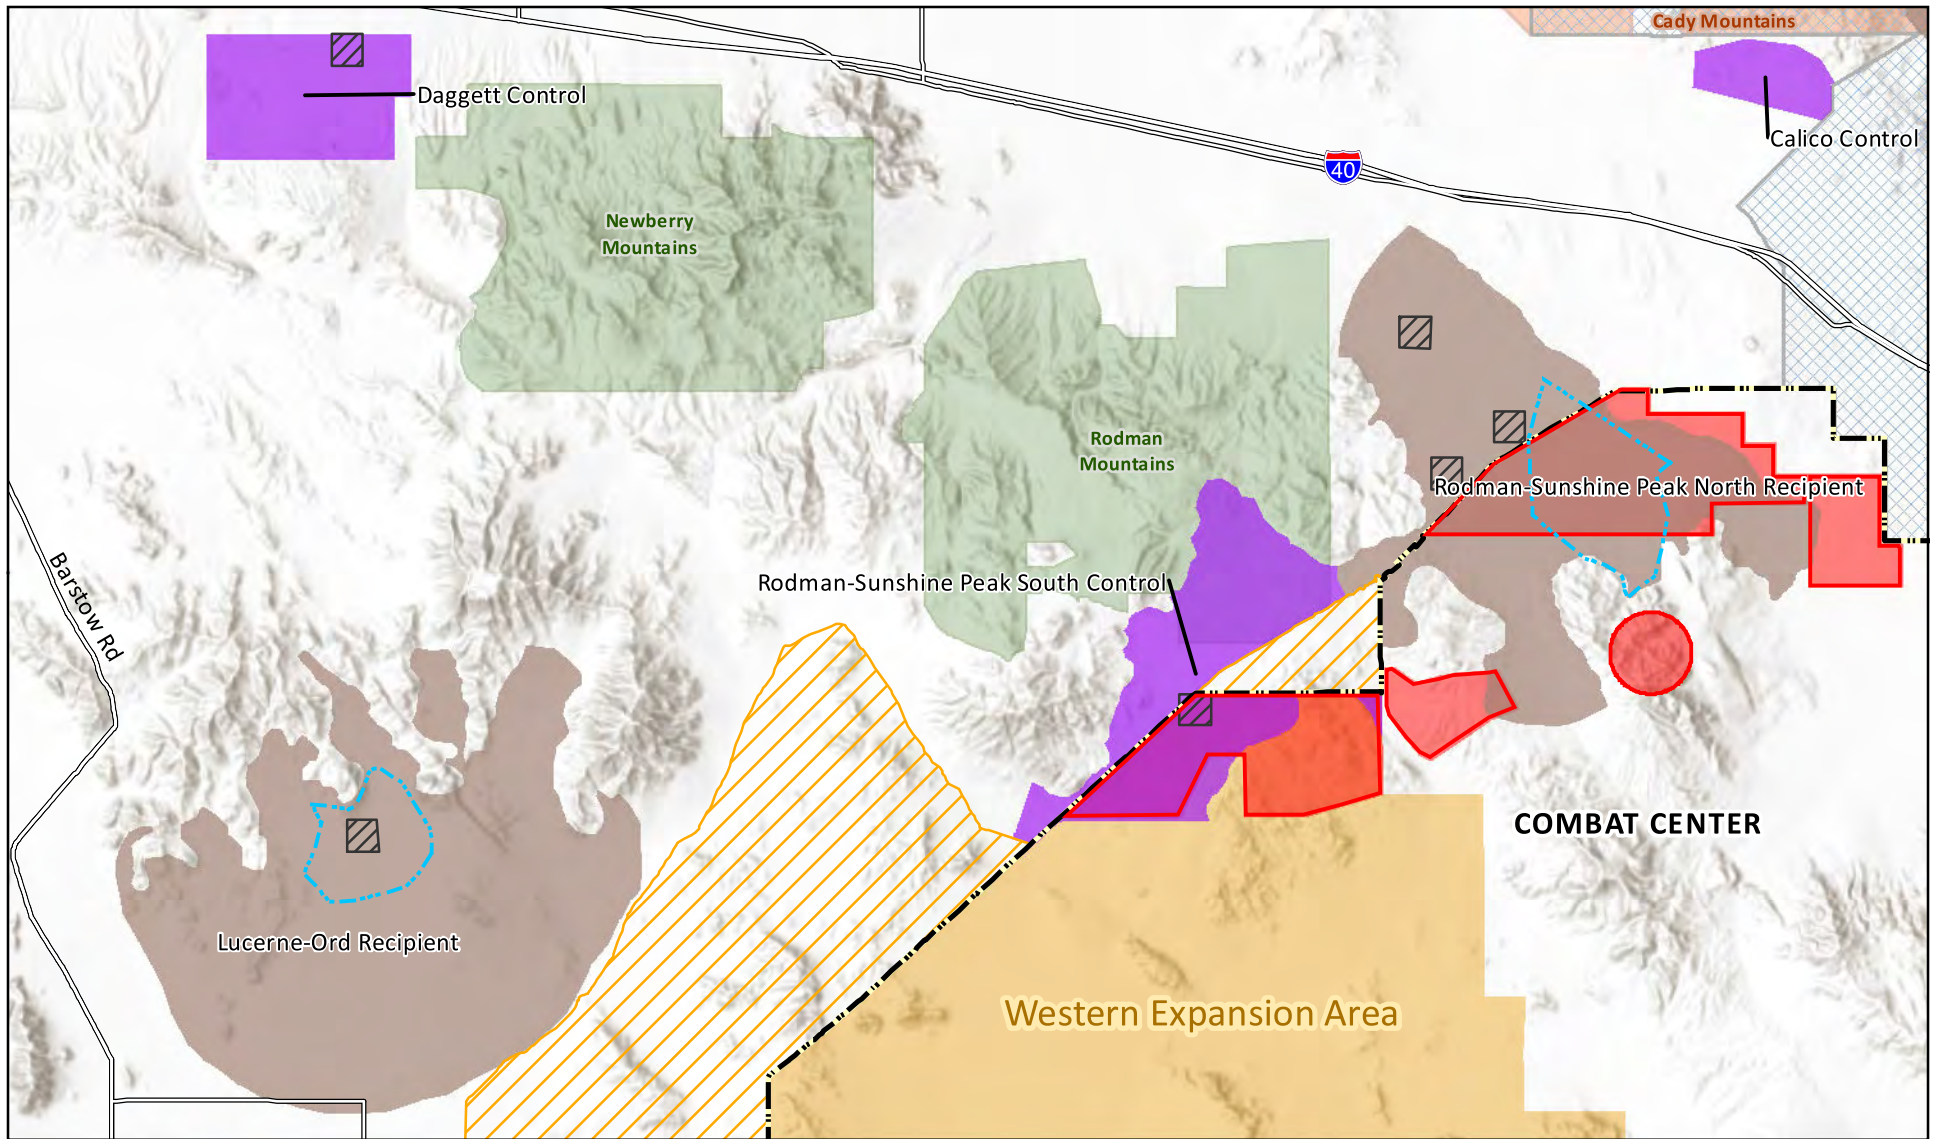 Cady Mountains
Daggett Control
Calico Control
40
Newberry
Mountains
Rodman
Mountains
Rodman-Sunshine Peak North Recipient
Rodman-Sunshine Peak South Control
Barstow Rd
COMBAT CENTER
Lucerne-Ord Recipient
Western Expansion Area